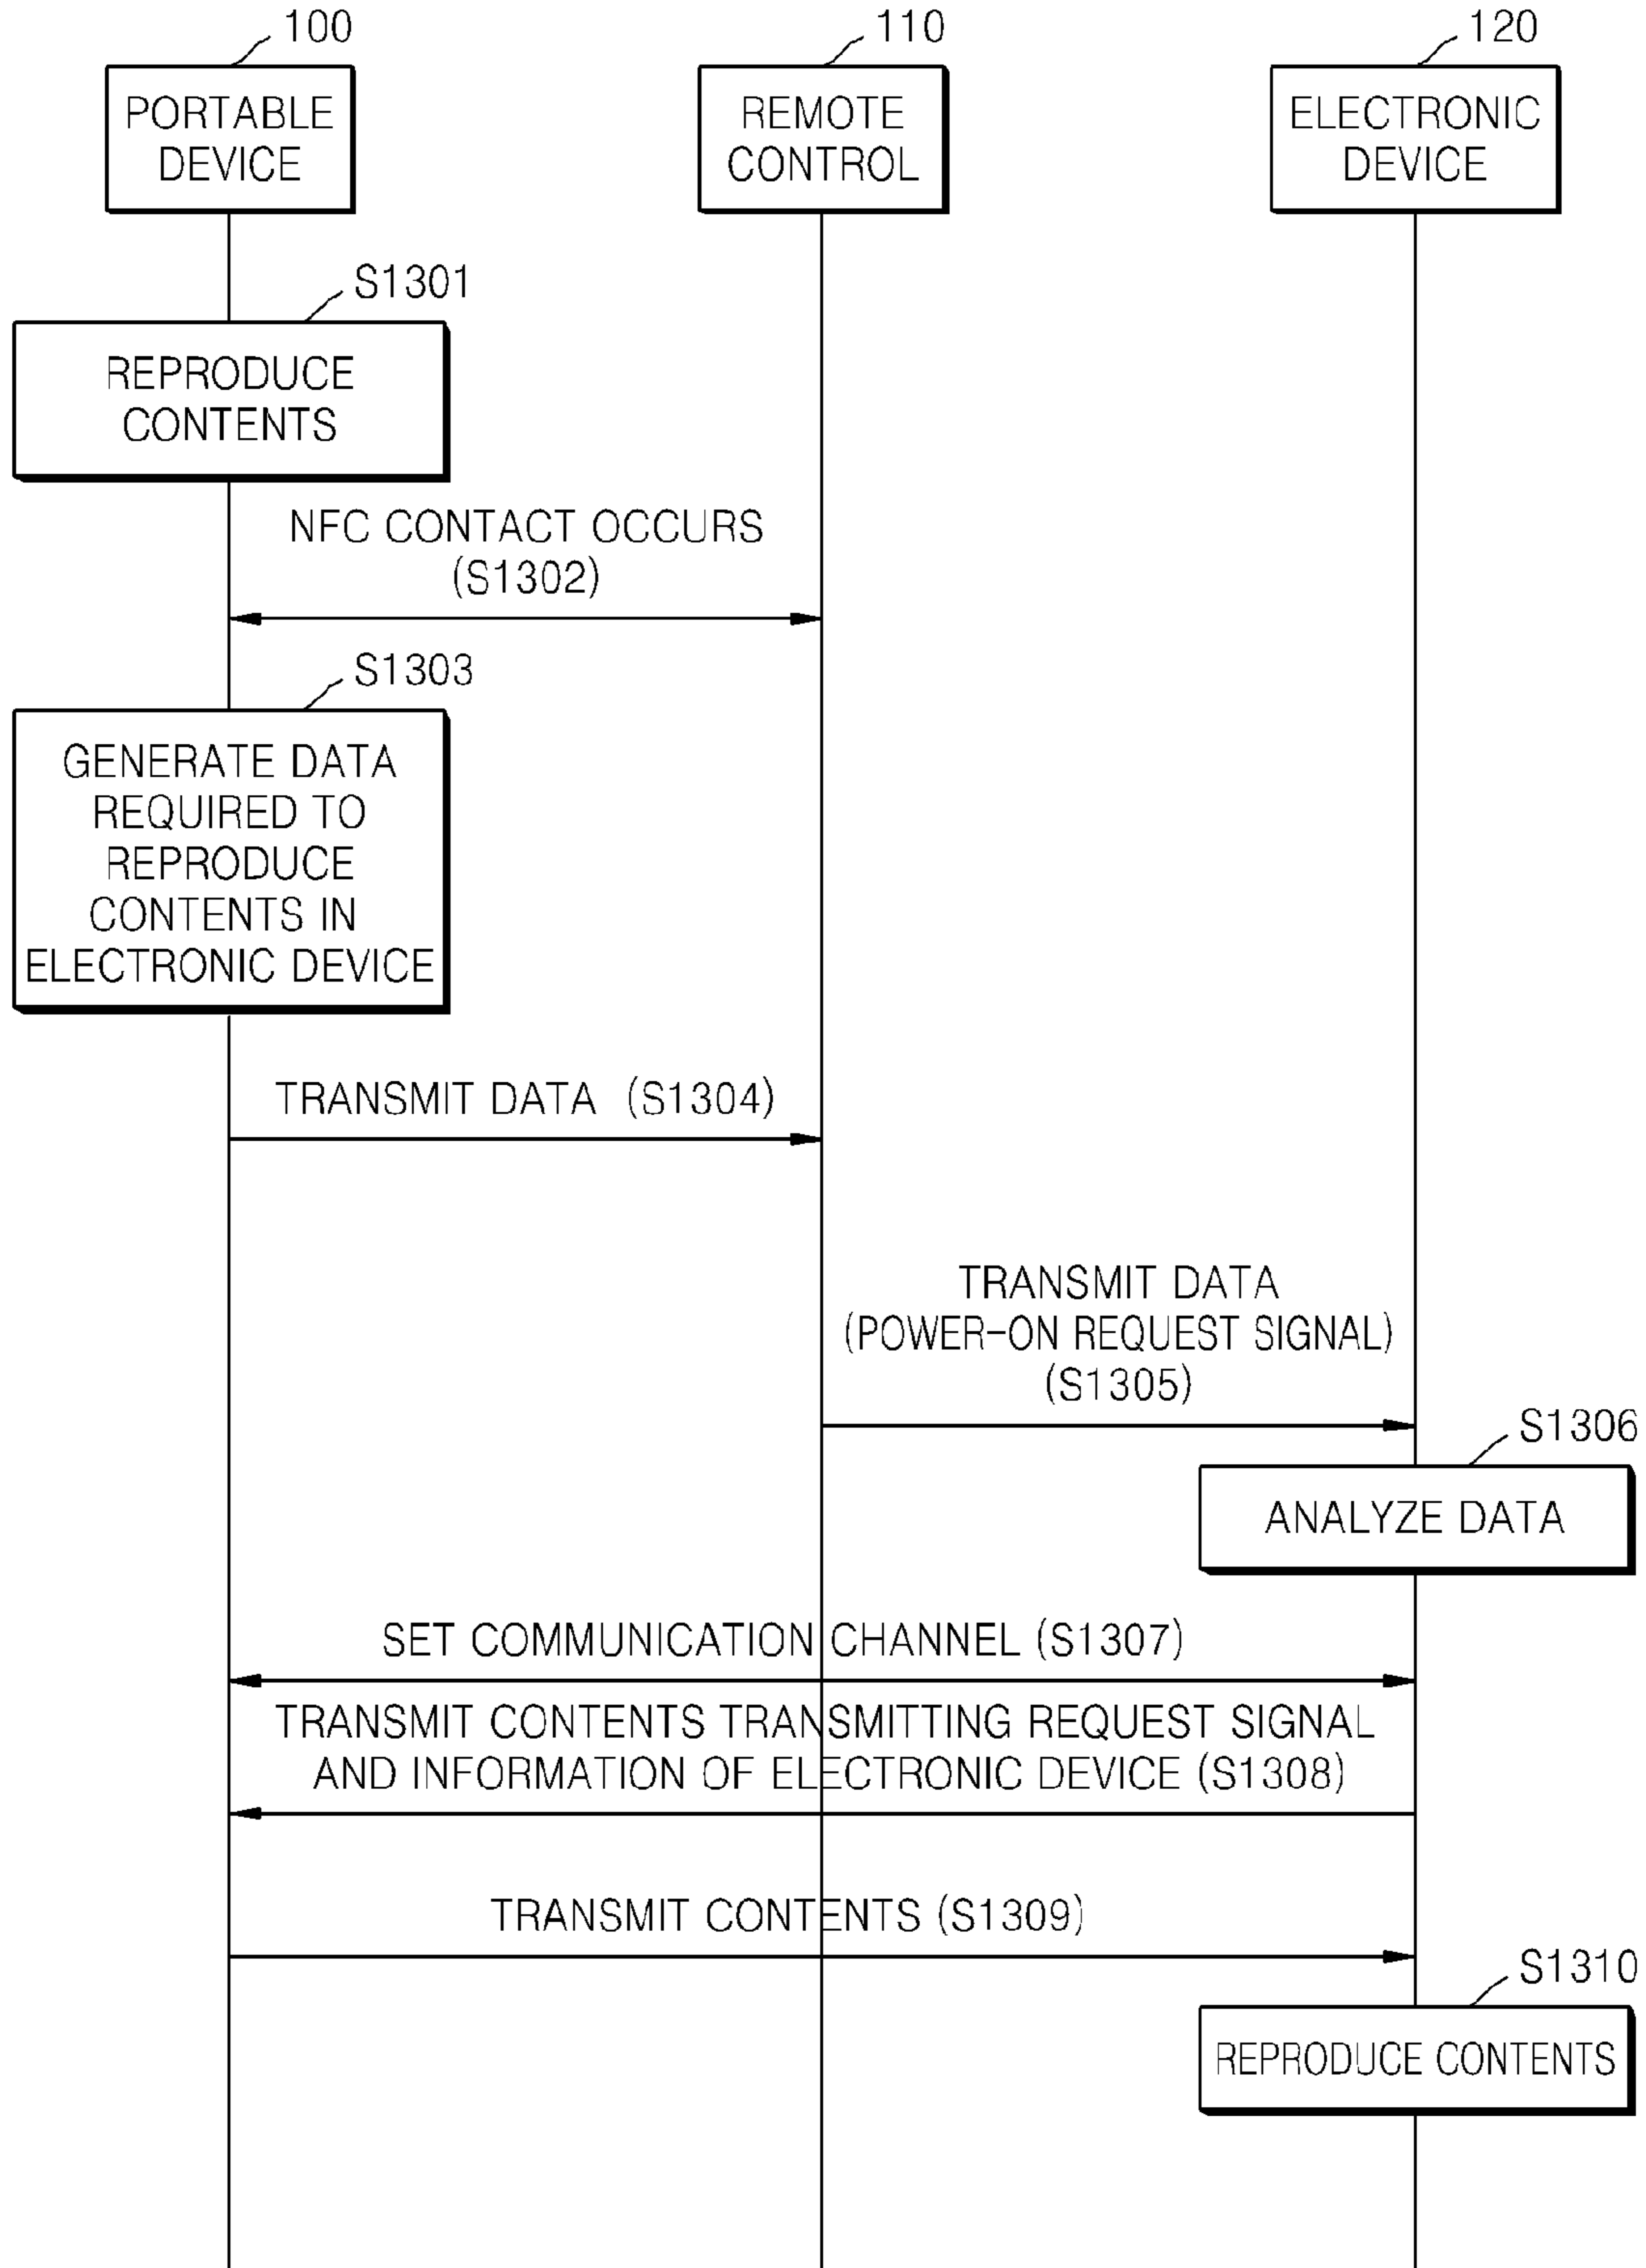 100
110
120
PORTABLE
DEVICE
REMOTE
CONTROL
ELECTRONIC
DEVICE
S1301
REPRODUCE
CONTENTS
NFC CONTACT OCCURS
(S1302)
S1303
GENERATE DATA
REQUIRED TO
REPRODUCE
CONTENTS IN
ELECTRONIC DEVICE
TRANSMIT DATA (S1304)
TRANSMIT DATA
(POWER-ON REQUEST SIGNAL)
(S1305)
S1306
ANALYZE DATA
SET COMMUNICATION CHANNEL (S1307)
TRANSMIT CONTENTS TRANSMITTING REQUEST SIGNAL
AND INFORMATION OF ELECTRONIC DEVICE (S1308)
TRANSMIT CONTENTS (S1309)
S1310
REPRODUCE CONTENTS